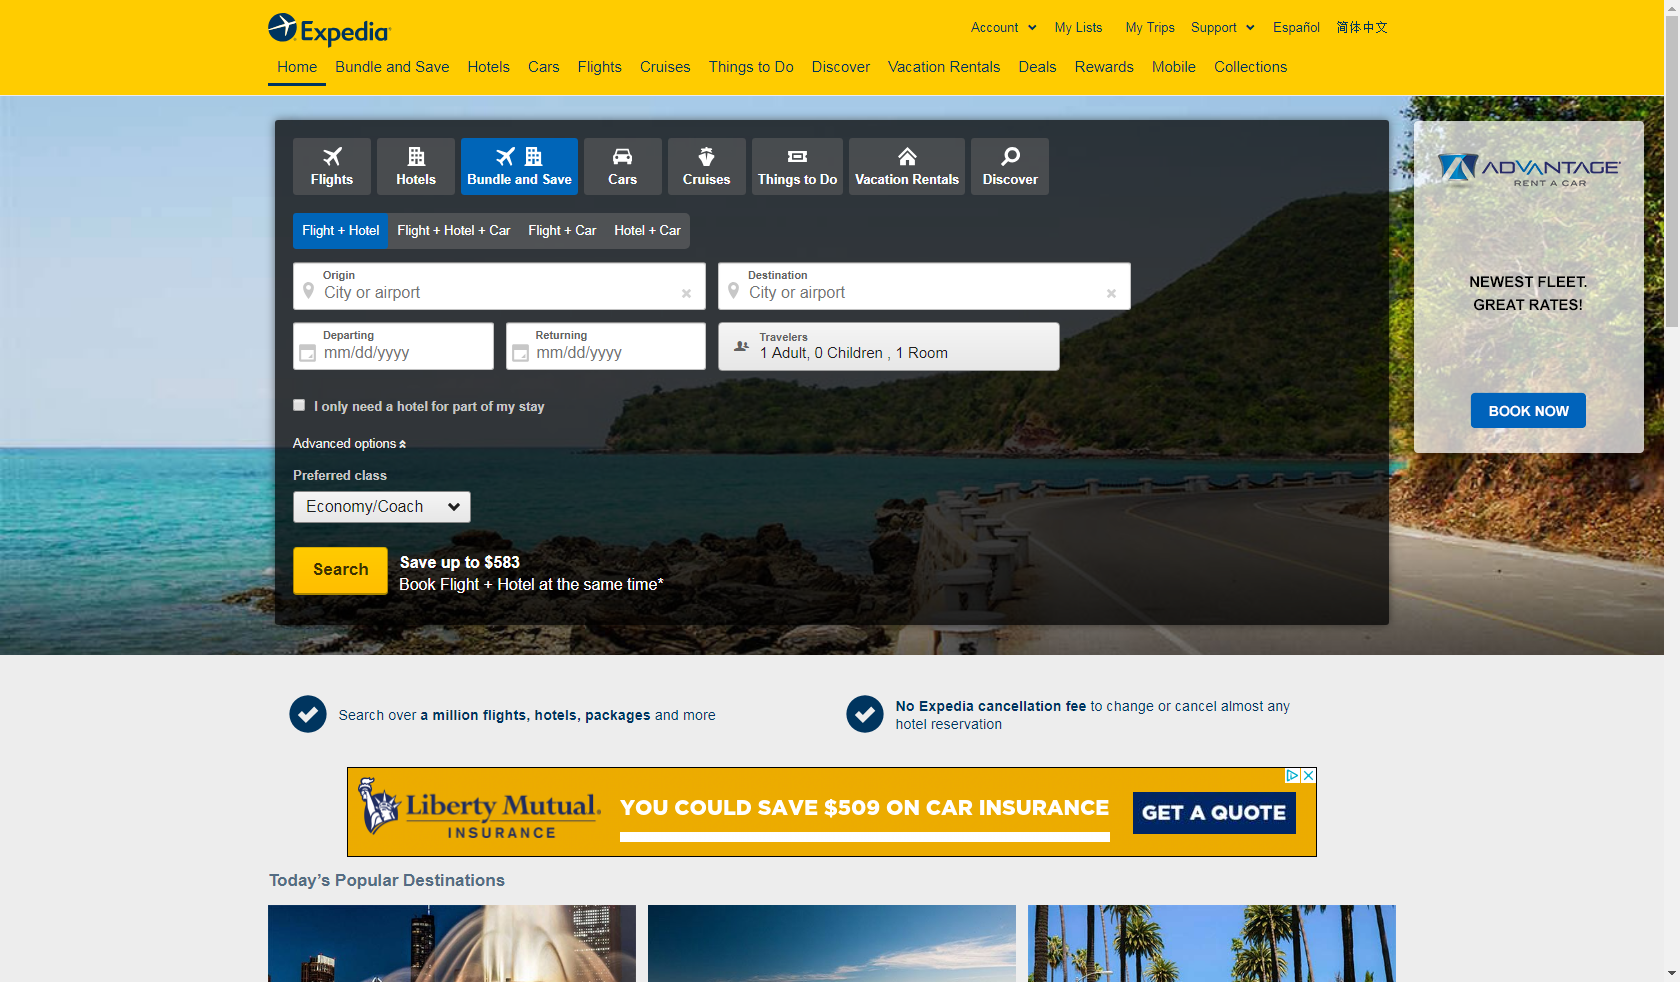 Expedia
Account
My Lists
My Trips
Support
Español
简体中文
Home
Bundle and Save
Hotels
Cars
Flights
Cruises
Things to Do
Discover
Vacation Rentals
Deals
Rewards
Mobile
Collections
Flights
Hotels
Bundle and Save
Cars
Cruises
Things to Do
Vacation Rentals
Discover
Flight + Hotel
Flight + Hotel + Car
Flight + Car
Hotel + Car
Origin
City or airport
Destination
City or airport
Departing
mm/dd/yyyy
Returning
mm/dd/yyyy
Travelers
1 Adult, 0 Children , 1 Room
I only need a hotel for part of my stay
Advanced options
Preferred class
Economy/Coach
Search
Save up to $583
Book Flight + Hotel at the same time*
ADVANTAGE
RENT A CAR
NEWEST FLEET.
GREAT RATES!
BOOK NOW
Search over a million flights, hotels, packages and more
No Expedia cancellation fee to change or cancel almost any
hotel reservation
Liberty Mutual.
INSURANCE
YOU COULD SAVE $509 ON CAR INSURANCE
GET A QUOTE
Today's Popular Destinations